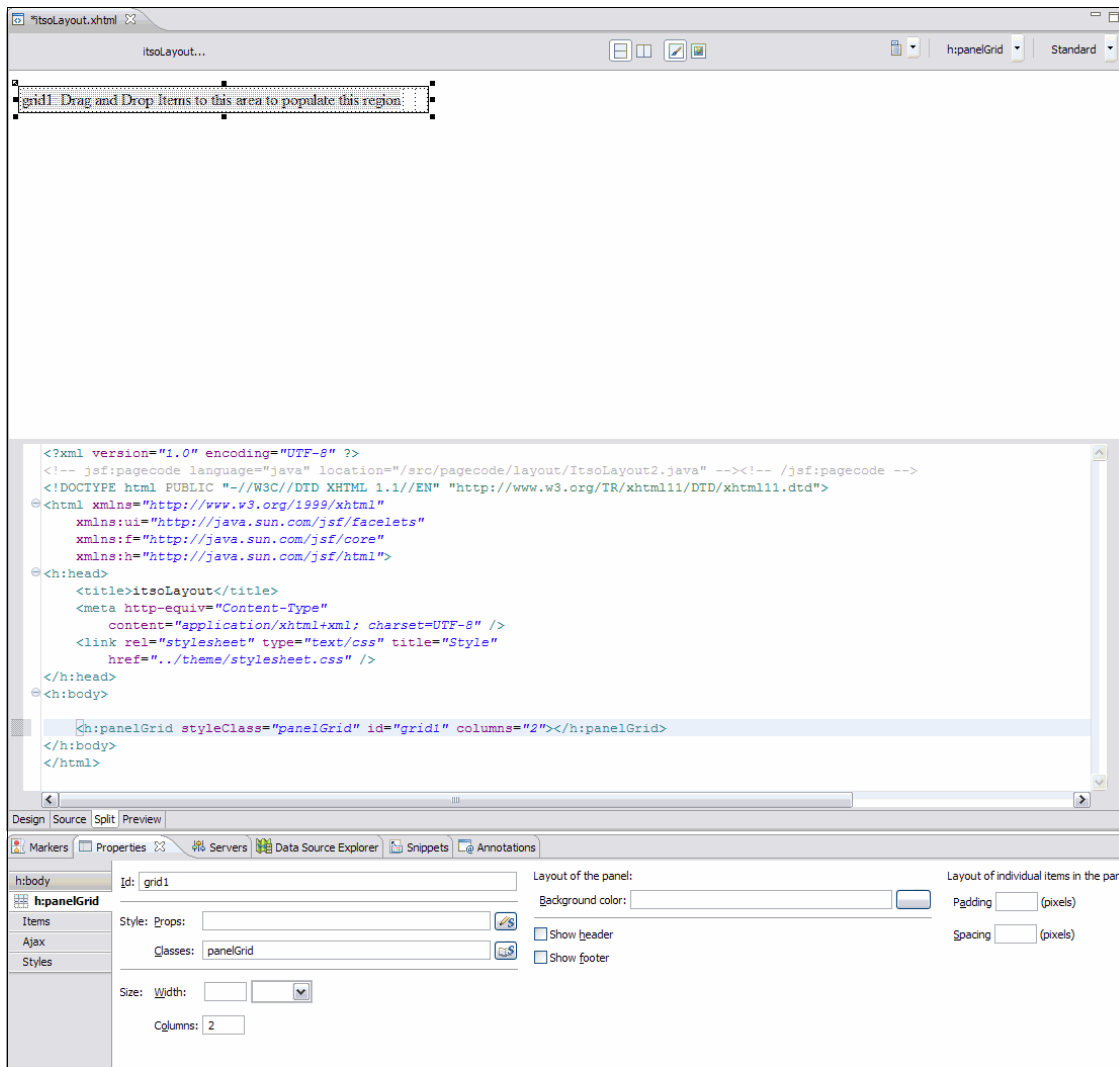 *itsoLayout.xhtml
itsoLayout...
h:panelGrid
Standard
grid1 Drag and Drop Items to this area to populate this region
<?xml version="1.0" encoding="UTF-8" ?>
<!-- jsf:pagecode language="java" location="/src/pagecode/layout/ItsoLayout2.java" --><!-- /jsf:pagecode -->
<!DOCTYPE html PUBLIC "-//W3C//DTD XHTML 1.1//EN" "http://www.w3.org/TR/xhtml11/DTD/xhtml11.dtd">
<html xmlns="http://www.w3.org/1999/xhtml"
xmlns:ui="http://java.sun.com/jsf/facelets"
xmlns:f="http://java.sun.com/jsf/core"
xmlns:h="http://java.sun.com/jsf/html">
<h:head>
<title>itsoLayout</title>
<meta http-equiv="Content-Type"
content="application/xhtml+xml; charset=UTF-8" />
<link rel="stylesheet" type="text/css" title="Style"
href="../theme/stylesheet.css" />
</h:head>
<h:body>
<h:panelGrid styleClass="panelGrid" id="grid1" columns="2"></h:panelGrid>
</h:body>
</html>
Design Source Split Preview
Markers Properties Servers Data Source Explorer Snippets Annotations
h:body
h:panelGrid
Items
Ajax
Styles
Id: grid1
Style: Props:
Classes: panelGrid
Size: Width:
Columns: 2
Layout of the panel:
Background color:
Show header
Show footer
Layout of individual items in the par
Padding (pixels)
Spacing (pixels)